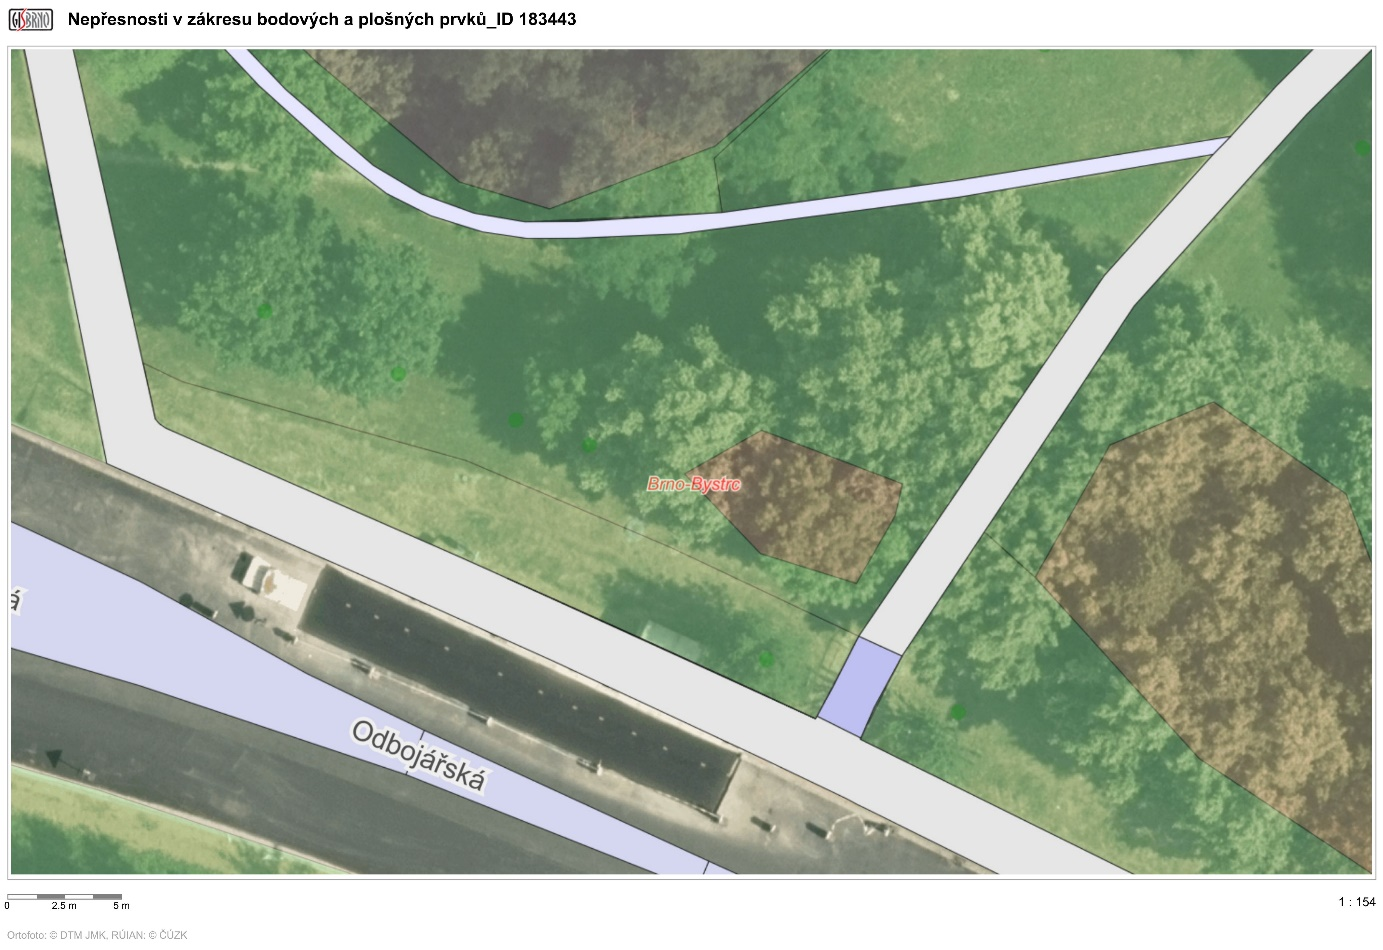 GISBRNO
Nepřesnosti v zákresu bodových a plošných prvků_ID 183443
Brno-Bystrc
á
Odbojářská
0 2.5 m 5 m
1 : 154
Ortofoto: © DTM JMK, RÚIAN: © ČÚZK